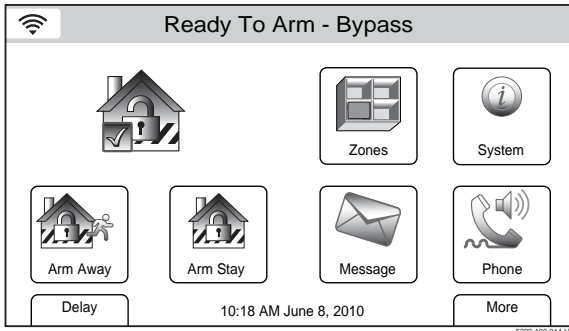 Ready To Arm - Bypass
Zones
System
Arm Away
Arm Stay
Message
Phone
Delay
10:18 AM June 8, 2010
More